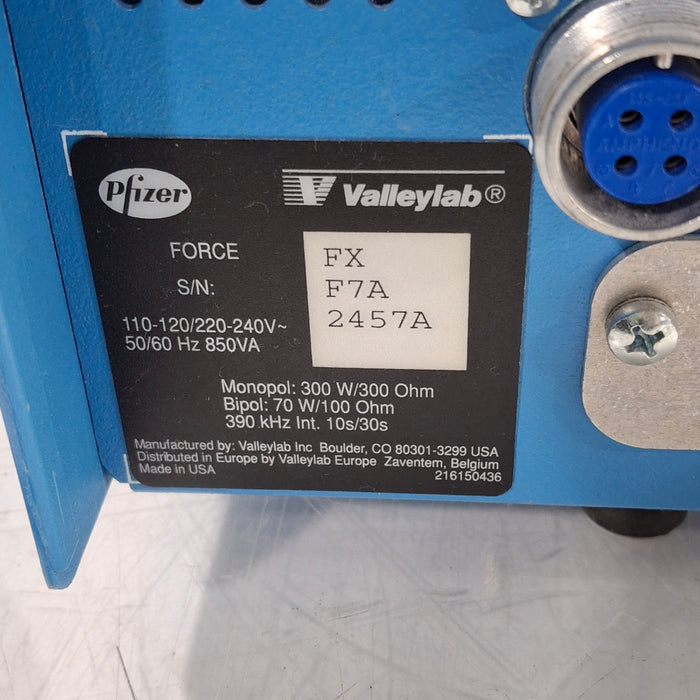 Pfizer
Valleylab®
FORCE FX
S/N: F7A
2457A
110-120/220-240V~
50/60 Hz 850VA
Monopol: 300 W/300 Ohm
Bipol: 70 W/100 Ohm
390 kHz Int. 10s/30s
Manufactured by: Valleylab Inc Boulder, CO 80301-3299 USA
Distributed in Europe by Valleylab Europe Zaventem, Belgium
Made in USA
216150436